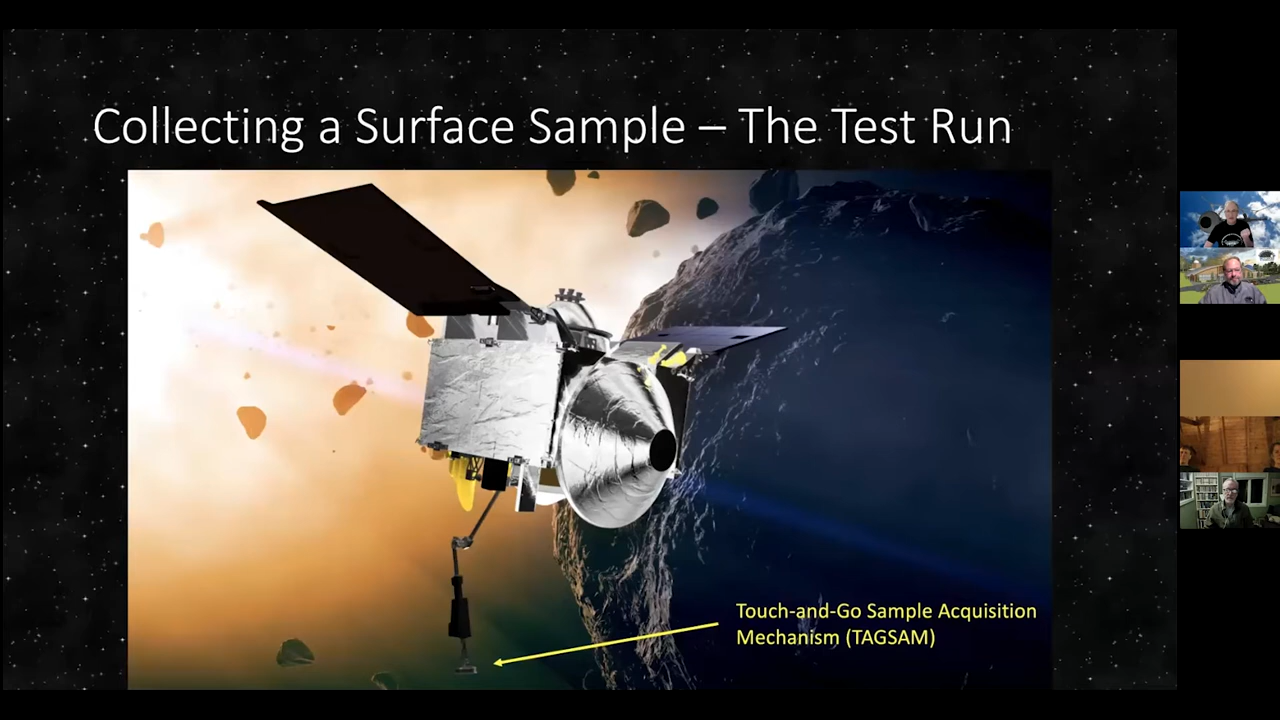 Collecting a Surface Sample – The Test Run
Touch-and-Go Sample Acquisition
Mechanism (TAGSAM)